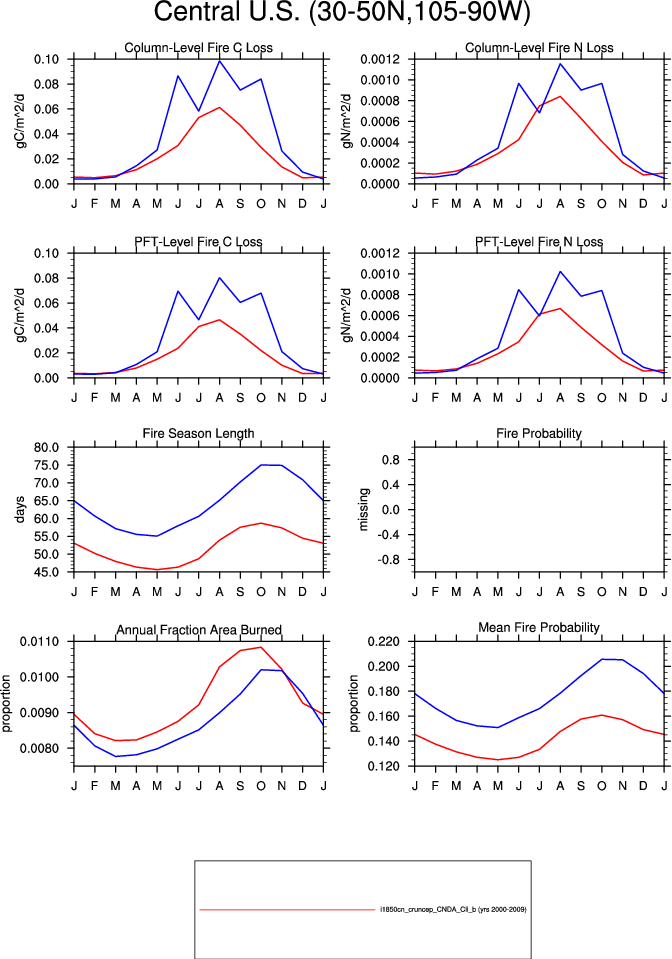 Central U.S. (30-50N,105-90W)
Column-Level Fire C Loss
gC/m^2/d
0.10
0.08
0.06
0.04
0.02
0.00
J F M A M J J A S O N D J
Column-Level Fire N Loss
gN/m^2/d
0.0012
0.0010
0.0008
0.0006
0.0004
0.0002
0.0000
J F M A M J J A S O N D J
PFT-Level Fire C Loss
gC/m^2/d
0.10
0.08
0.06
0.04
0.02
0.00
J F M A M J J A S O N D J
PFT-Level Fire N Loss
gN/m^2/d
0.0012
0.0010
0.0008
0.0006
0.0004
0.0002
0.0000
J F M A M J J A S O N D J
Fire Season Length
days
80.0
75.0
70.0
65.0
60.0
55.0
50.0
45.0
J F M A M J J A S O N D J
Fire Probability
missing
0.8
0.4
0.0
-0.4
-0.8
J F M A M J J A S O N D J
Annual Fraction Area Burned
proportion
0.0110
0.0100
0.0090
0.0080
J F M A M J J A S O N D J
Mean Fire Probability
proportion
0.220
0.200
0.180
0.160
0.140
0.120
J F M A M J J A S O N D J
i1850cn_cruncep_CNDA_Cli_b (yrs 2000-2009)